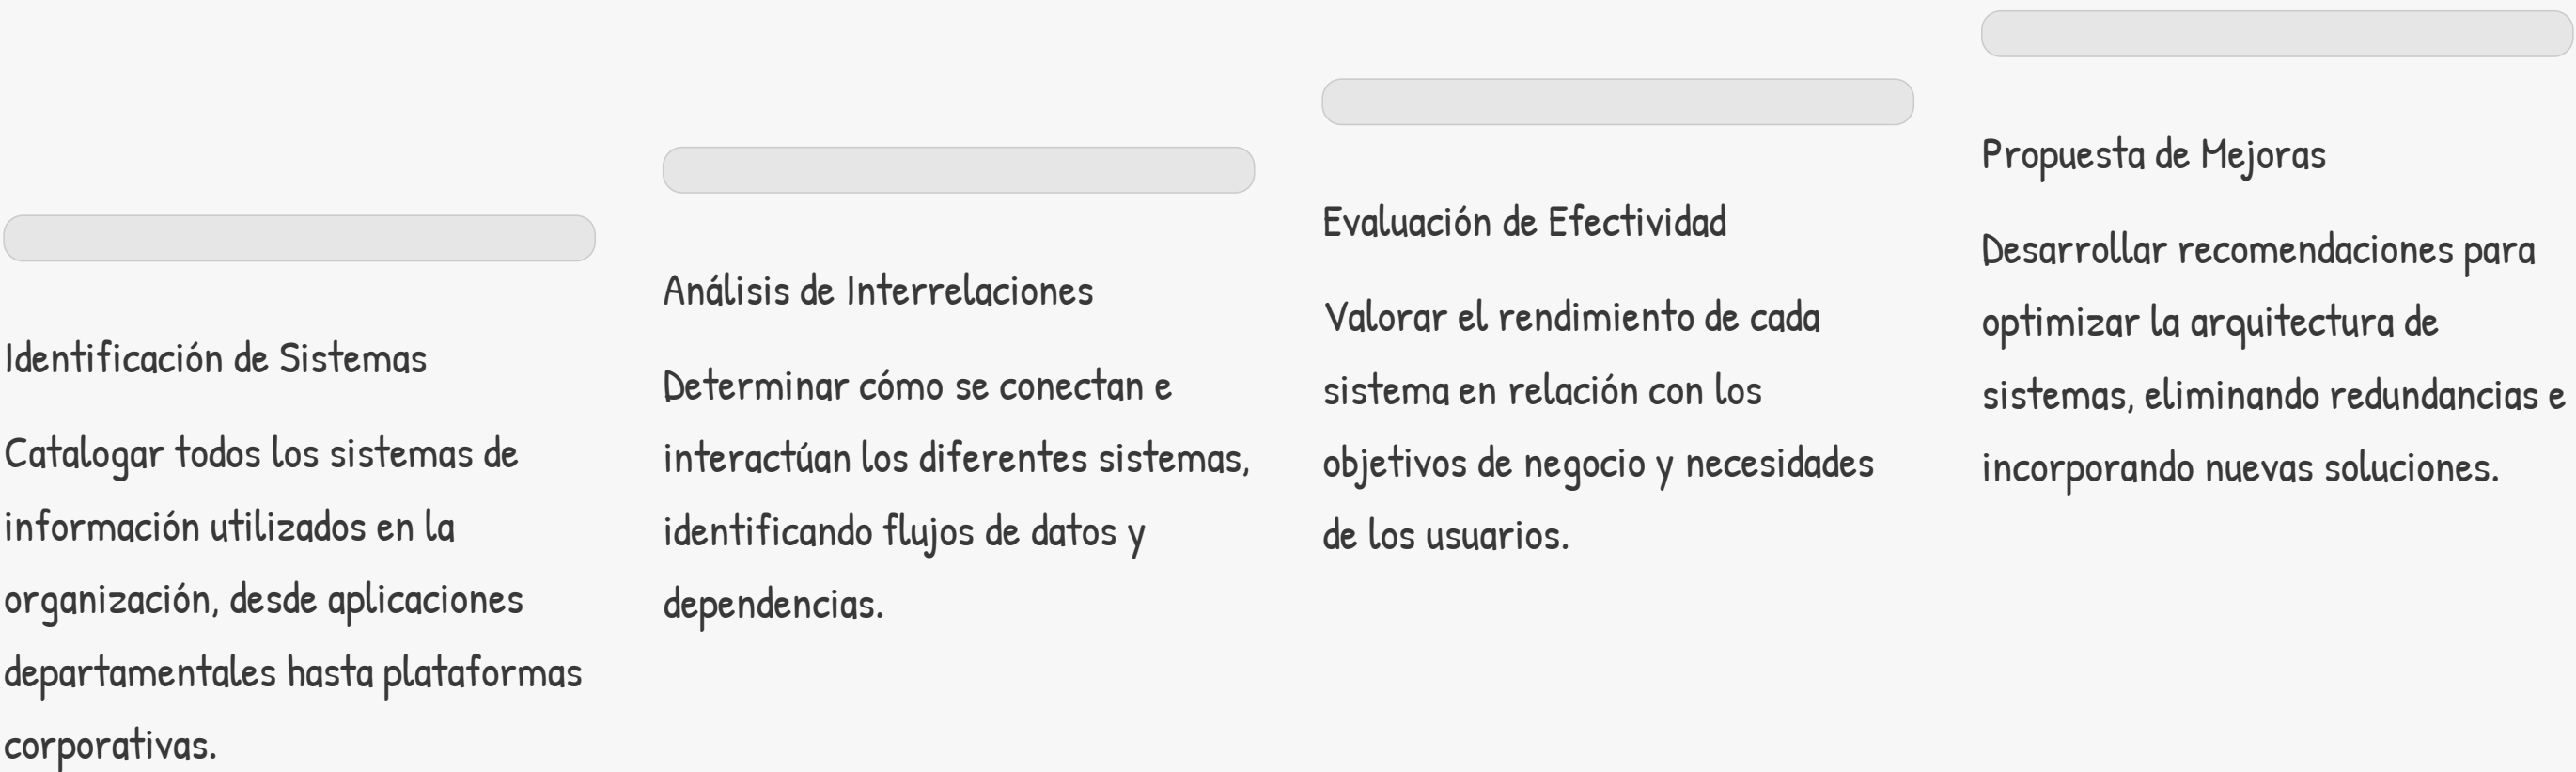 Identificación de Sistemas
Catalogar todos los sistemas de
información utilizados en la
organización, desde aplicaciones
departamentales hasta plataformas
corporativas.
Análisis de Interrelaciones
Determinar cómo se conectan e
interactúan los diferentes sistemas,
identificando flujos de datos y
dependencias.
Evaluación de Efectividad
Valorar el rendimiento de cada
sistema en relación con los
objetivos de negocio y necesidades
de los usuarios.
Propuesta de Mejoras
Desarrollar recomendaciones para
optimizar la arquitectura de
sistemas, eliminando redundancias e
incorporando nuevas soluciones.